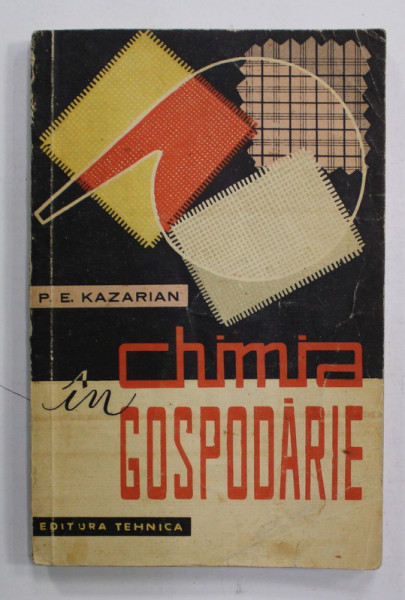 P. E. KAZARIAN
chimia
în
GOSPODĂRIE
EDITURA TEHNICA